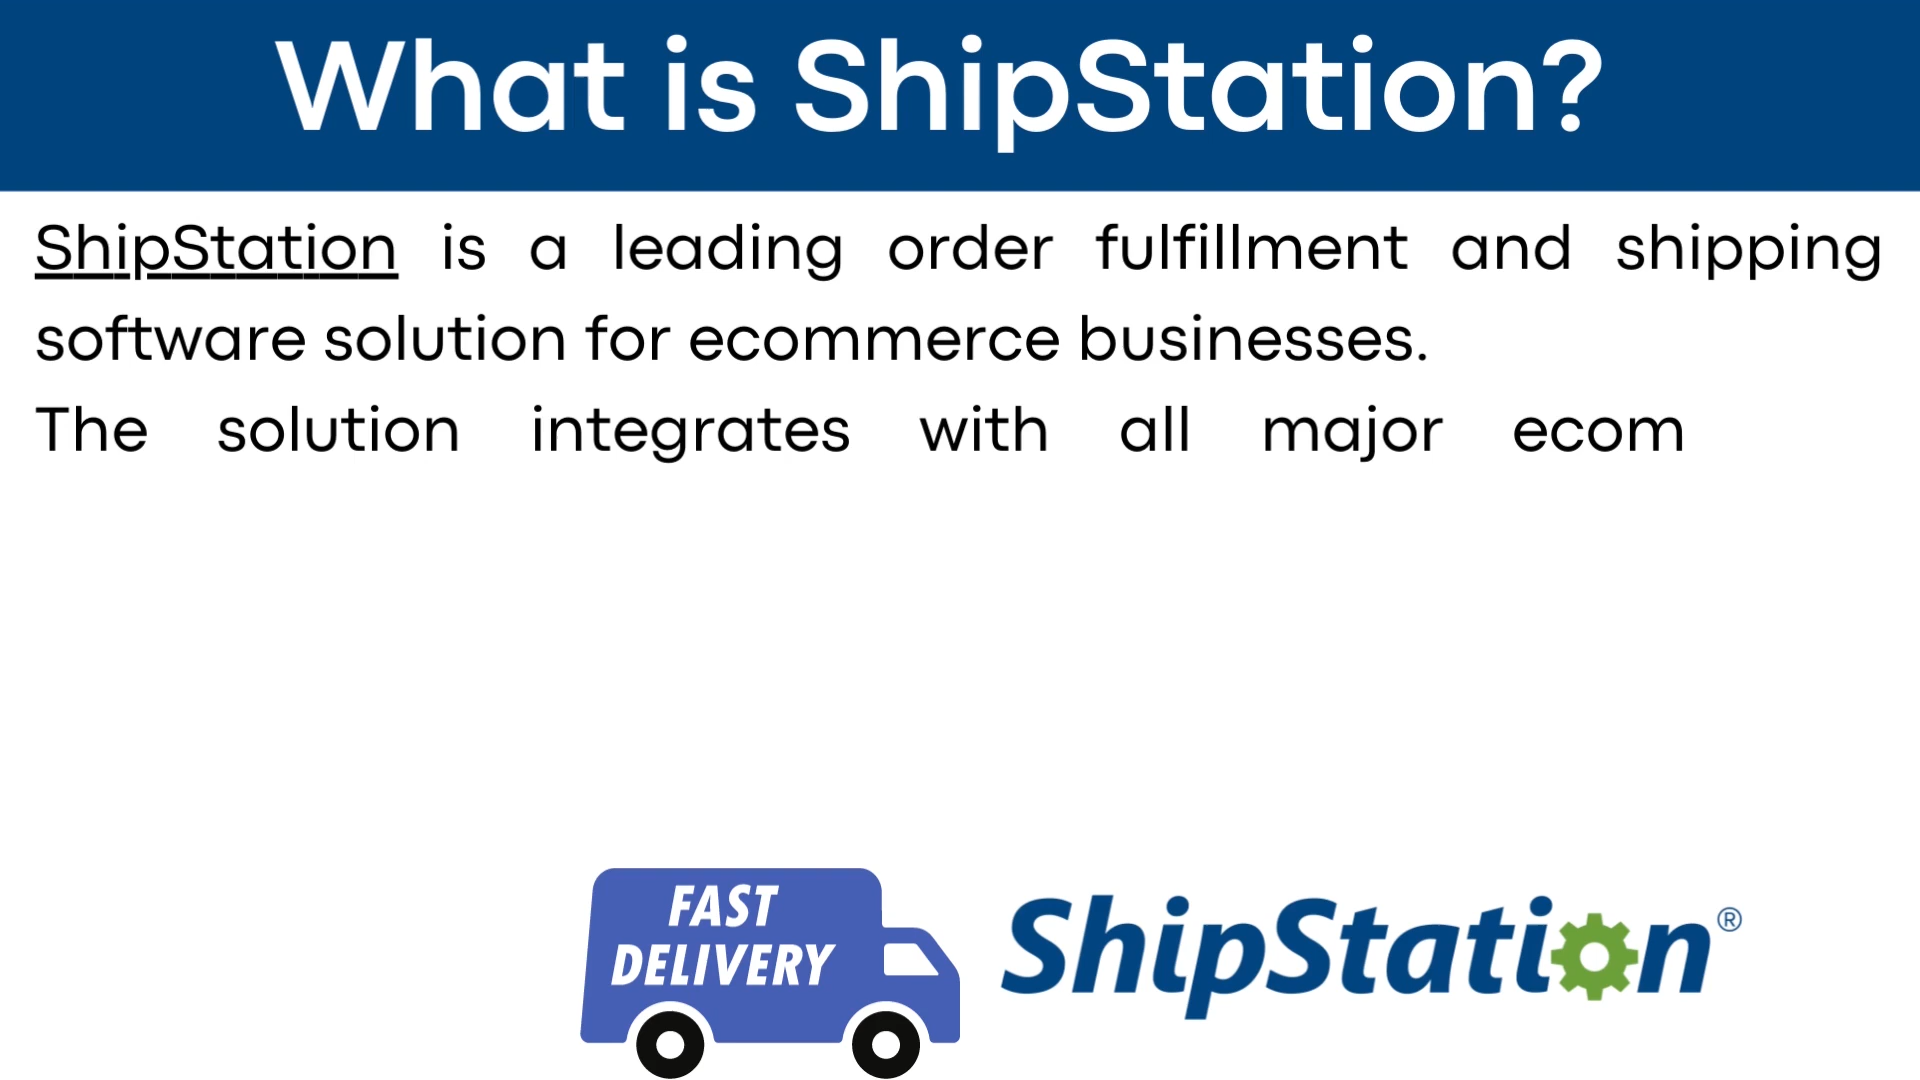 What is ShipStation?
ShipStation is a leading order fulfillment and shipping
software solution for ecommerce businesses.
The solution integrates with all major ecom
FAST
DELIVERY
ShipStation®